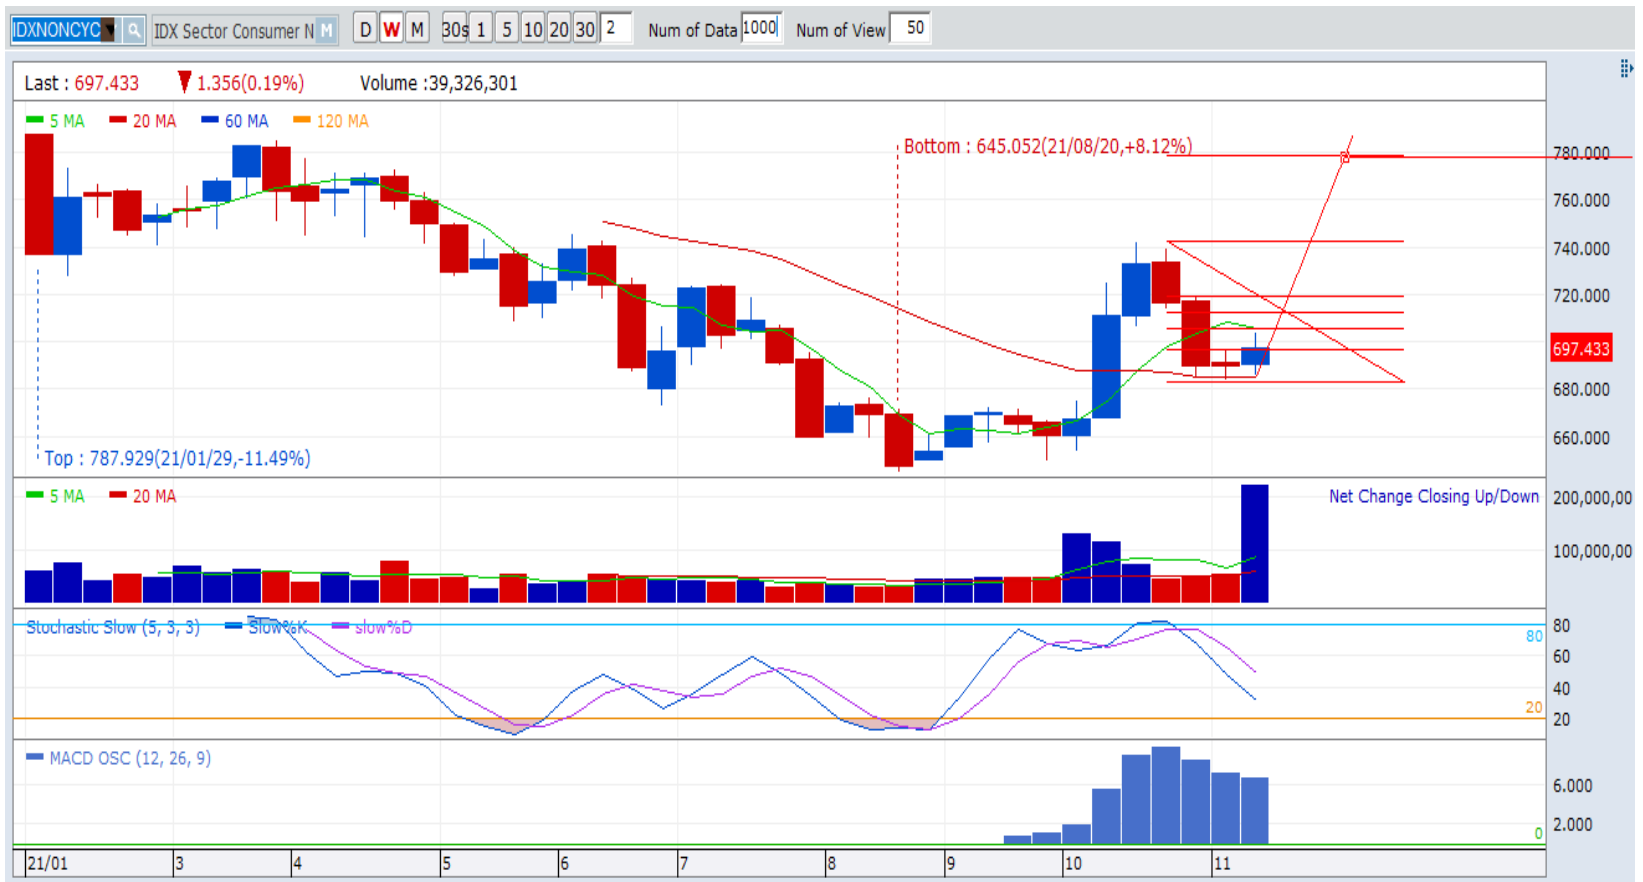 IDXNONCYC IDX Sector Consumer N M D W M 30s 1 5 10 20 30 2 Num of Data 1000 Num of View 50
Last : 697.433 ▼ 1.356(0.19%) Volume :39,326,301
5 MA 20 MA 60 MA 120 MA
Bottom : 645.052(21/08/20,+8.12%)
780.000
760.000
740.000
720.000
697.433
680.000
660.000
Top : 787.929(21/01/29,-11.49%)
5 MA 20 MA Net Change Closing Up/Down
200,000,00
100,000,00
Stochastic Slow (5, 3, 3) Slow%K slow%D
80 80
60
40
20 20
MACD OSC (12, 26, 9)
6.000
2.000
0
21/01 3 4 5 6 7 8 9 10 11